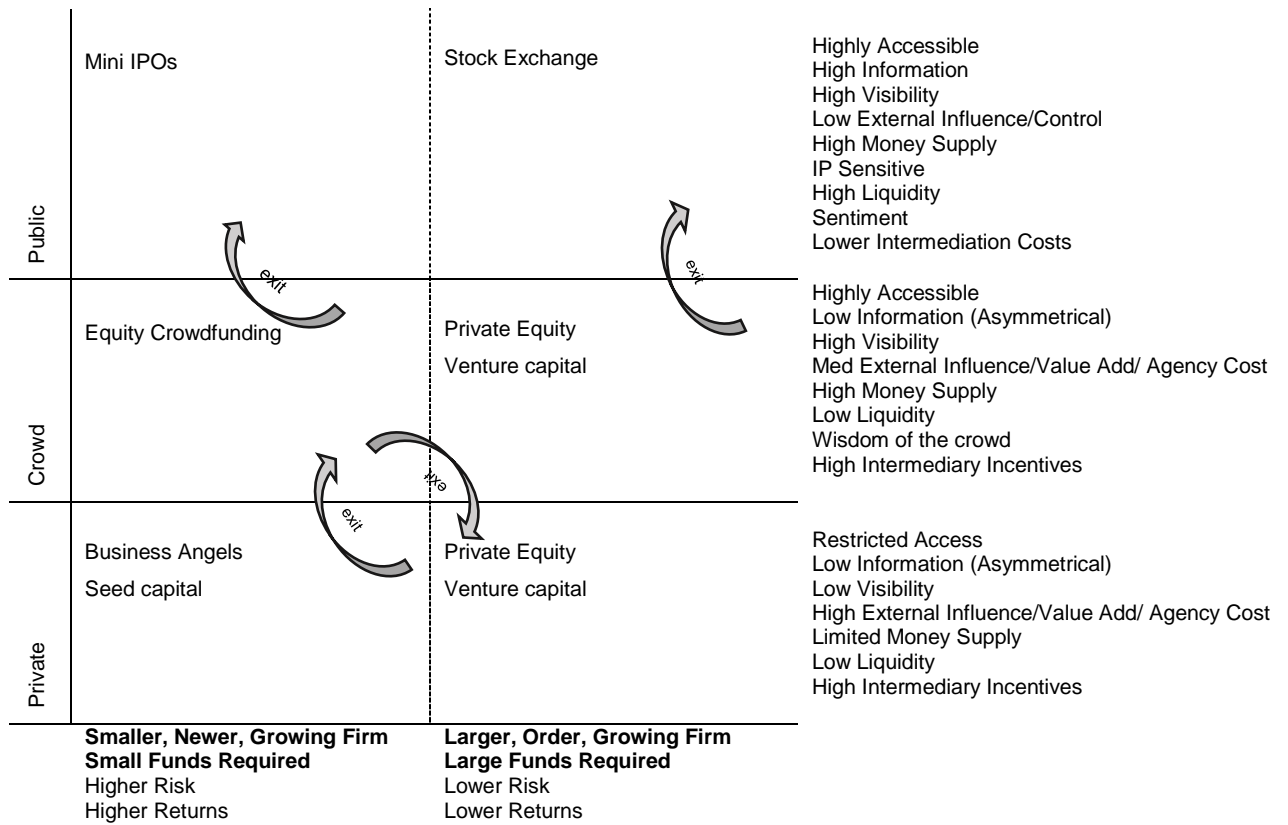 Mini IPOs
Stock Exchange
Highly Accessible
High Information
High Visibility
Low External Influence/Control
High Money Supply
IP Sensitive
High Liquidity
Sentiment
Lower Intermediation Costs
Public
exit
exit
Equity Crowdfunding
Private Equity
Venture capital
Highly Accessible
Low Information (Asymmetrical)
High Visibility
Med External Influence/Value Add/ Agency Cost
High Money Supply
Low Liquidity
Wisdom of the crowd
High Intermediary Incentives
Crowd
exit
exit
Business Angels
Seed capital
Private Equity
Venture capital
Restricted Access
Low Information (Asymmetrical)
Low Visibility
High External Influence/Value Add/ Agency Cost
Limited Money Supply
Low Liquidity
High Intermediary Incentives
Private
Smaller, Newer, Growing Firm
Small Funds Required
Higher Risk
Higher Returns
Larger, Order, Growing Firm
Large Funds Required
Lower Risk
Lower Returns